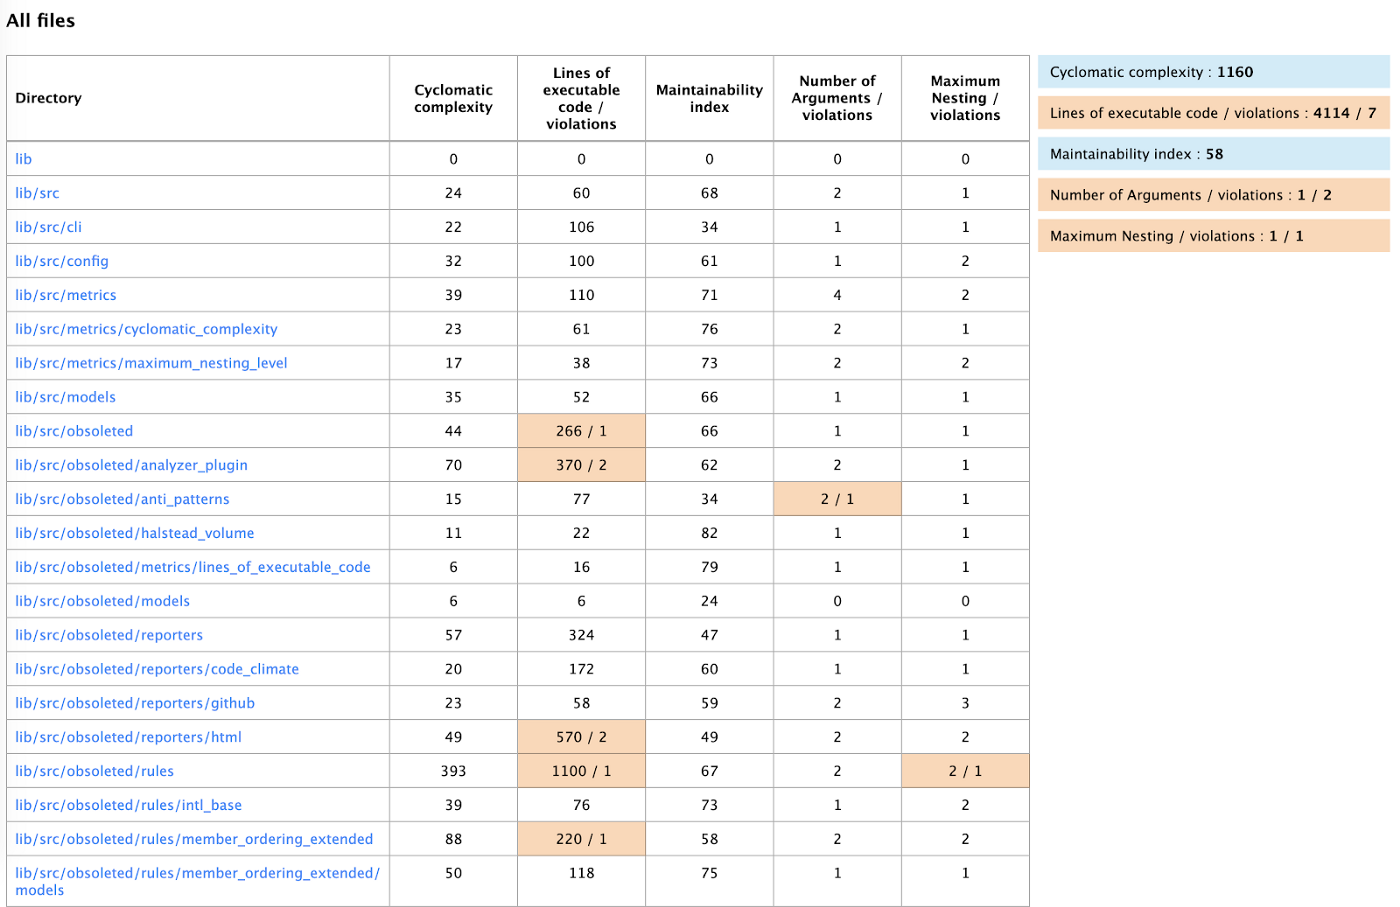 All files
Directory Cyclomatic complexity Lines of executable code / violations Maintainability index Number of Arguments / violations Maximum Nesting / violations
lib 0 0 0 0 0
lib/src 24 60 68 2 1
lib/src/cli 22 106 34 1 1
lib/src/config 32 100 61 1 2
lib/src/metrics 39 110 71 4 2
lib/src/metrics/cyclomatic_complexity 23 61 76 2 1
lib/src/metrics/maximum_nesting_level 17 38 73 2 2
lib/src/models 35 52 66 1 1
lib/src/obsoleted 44 266 / 1 66 1 1
lib/src/obsoleted/analyzer_plugin 70 370 / 2 62 2 1
lib/src/obsoleted/anti_patterns 15 77 34 2 / 1 1
lib/src/obsoleted/halstead_volume 11 22 82 1 1
lib/src/obsoleted/metrics/lines_of_executable_code 6 16 79 1 1
lib/src/obsoleted/models 6 6 24 0 0
lib/src/obsoleted/reporters 57 324 47 1 1
lib/src/obsoleted/reporters/code_climate 20 172 60 1 1
lib/src/obsoleted/reporters/github 23 58 59 2 3
lib/src/obsoleted/reporters/html 49 570 / 2 49 2 2
lib/src/obsoleted/rules 393 1100 / 1 67 2 2 / 1
lib/src/obsoleted/rules/intl_base 39 76 73 1 2
lib/src/obsoleted/rules/member_ordering_extended 88 220 / 1 58 2 2
lib/src/obsoleted/rules/member_ordering_extended/
models 50 118 75 1 1
Cyclomatic complexity : 1160
Lines of executable code / violations : 4114 / 7
Maintainability index : 58
Number of Arguments / violations : 1 / 2
Maximum Nesting / violations : 1 / 1